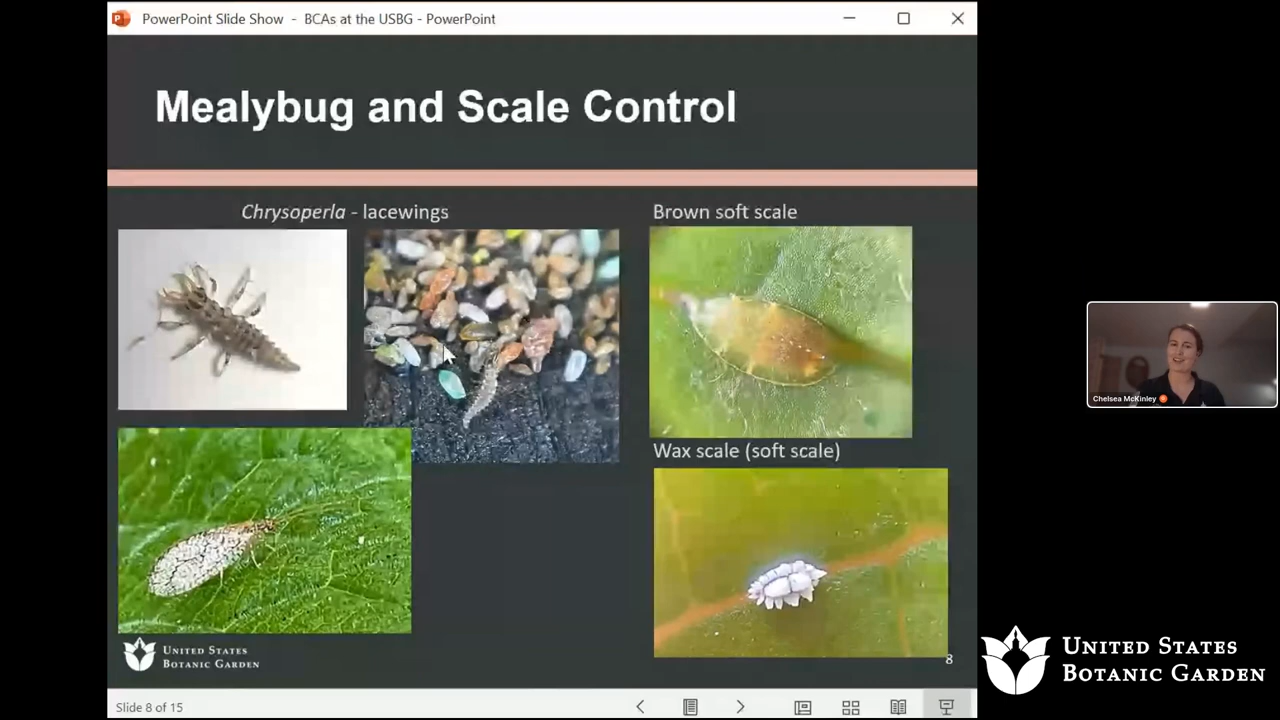 PowerPoint Slide Show - BCAs at the USBG - PowerPoint
Mealybug and Scale Control
Chrysoperla - lacewings
Brown soft scale
Wax scale (soft scale)
Chelsea McKinley
UNITED STATES
BOTANIC GARDEN
8
UNITED STATES
BOTANIC GARDEN
Slide 8 of 15